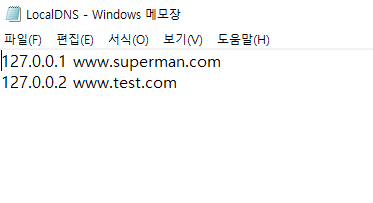 LocalDNS - Windows 메모장
파일(F) 편집(E) 서식(O) 보기(V) 도움말(H)
127.0.0.1 www.superman.com
127.0.0.2 www.test.com